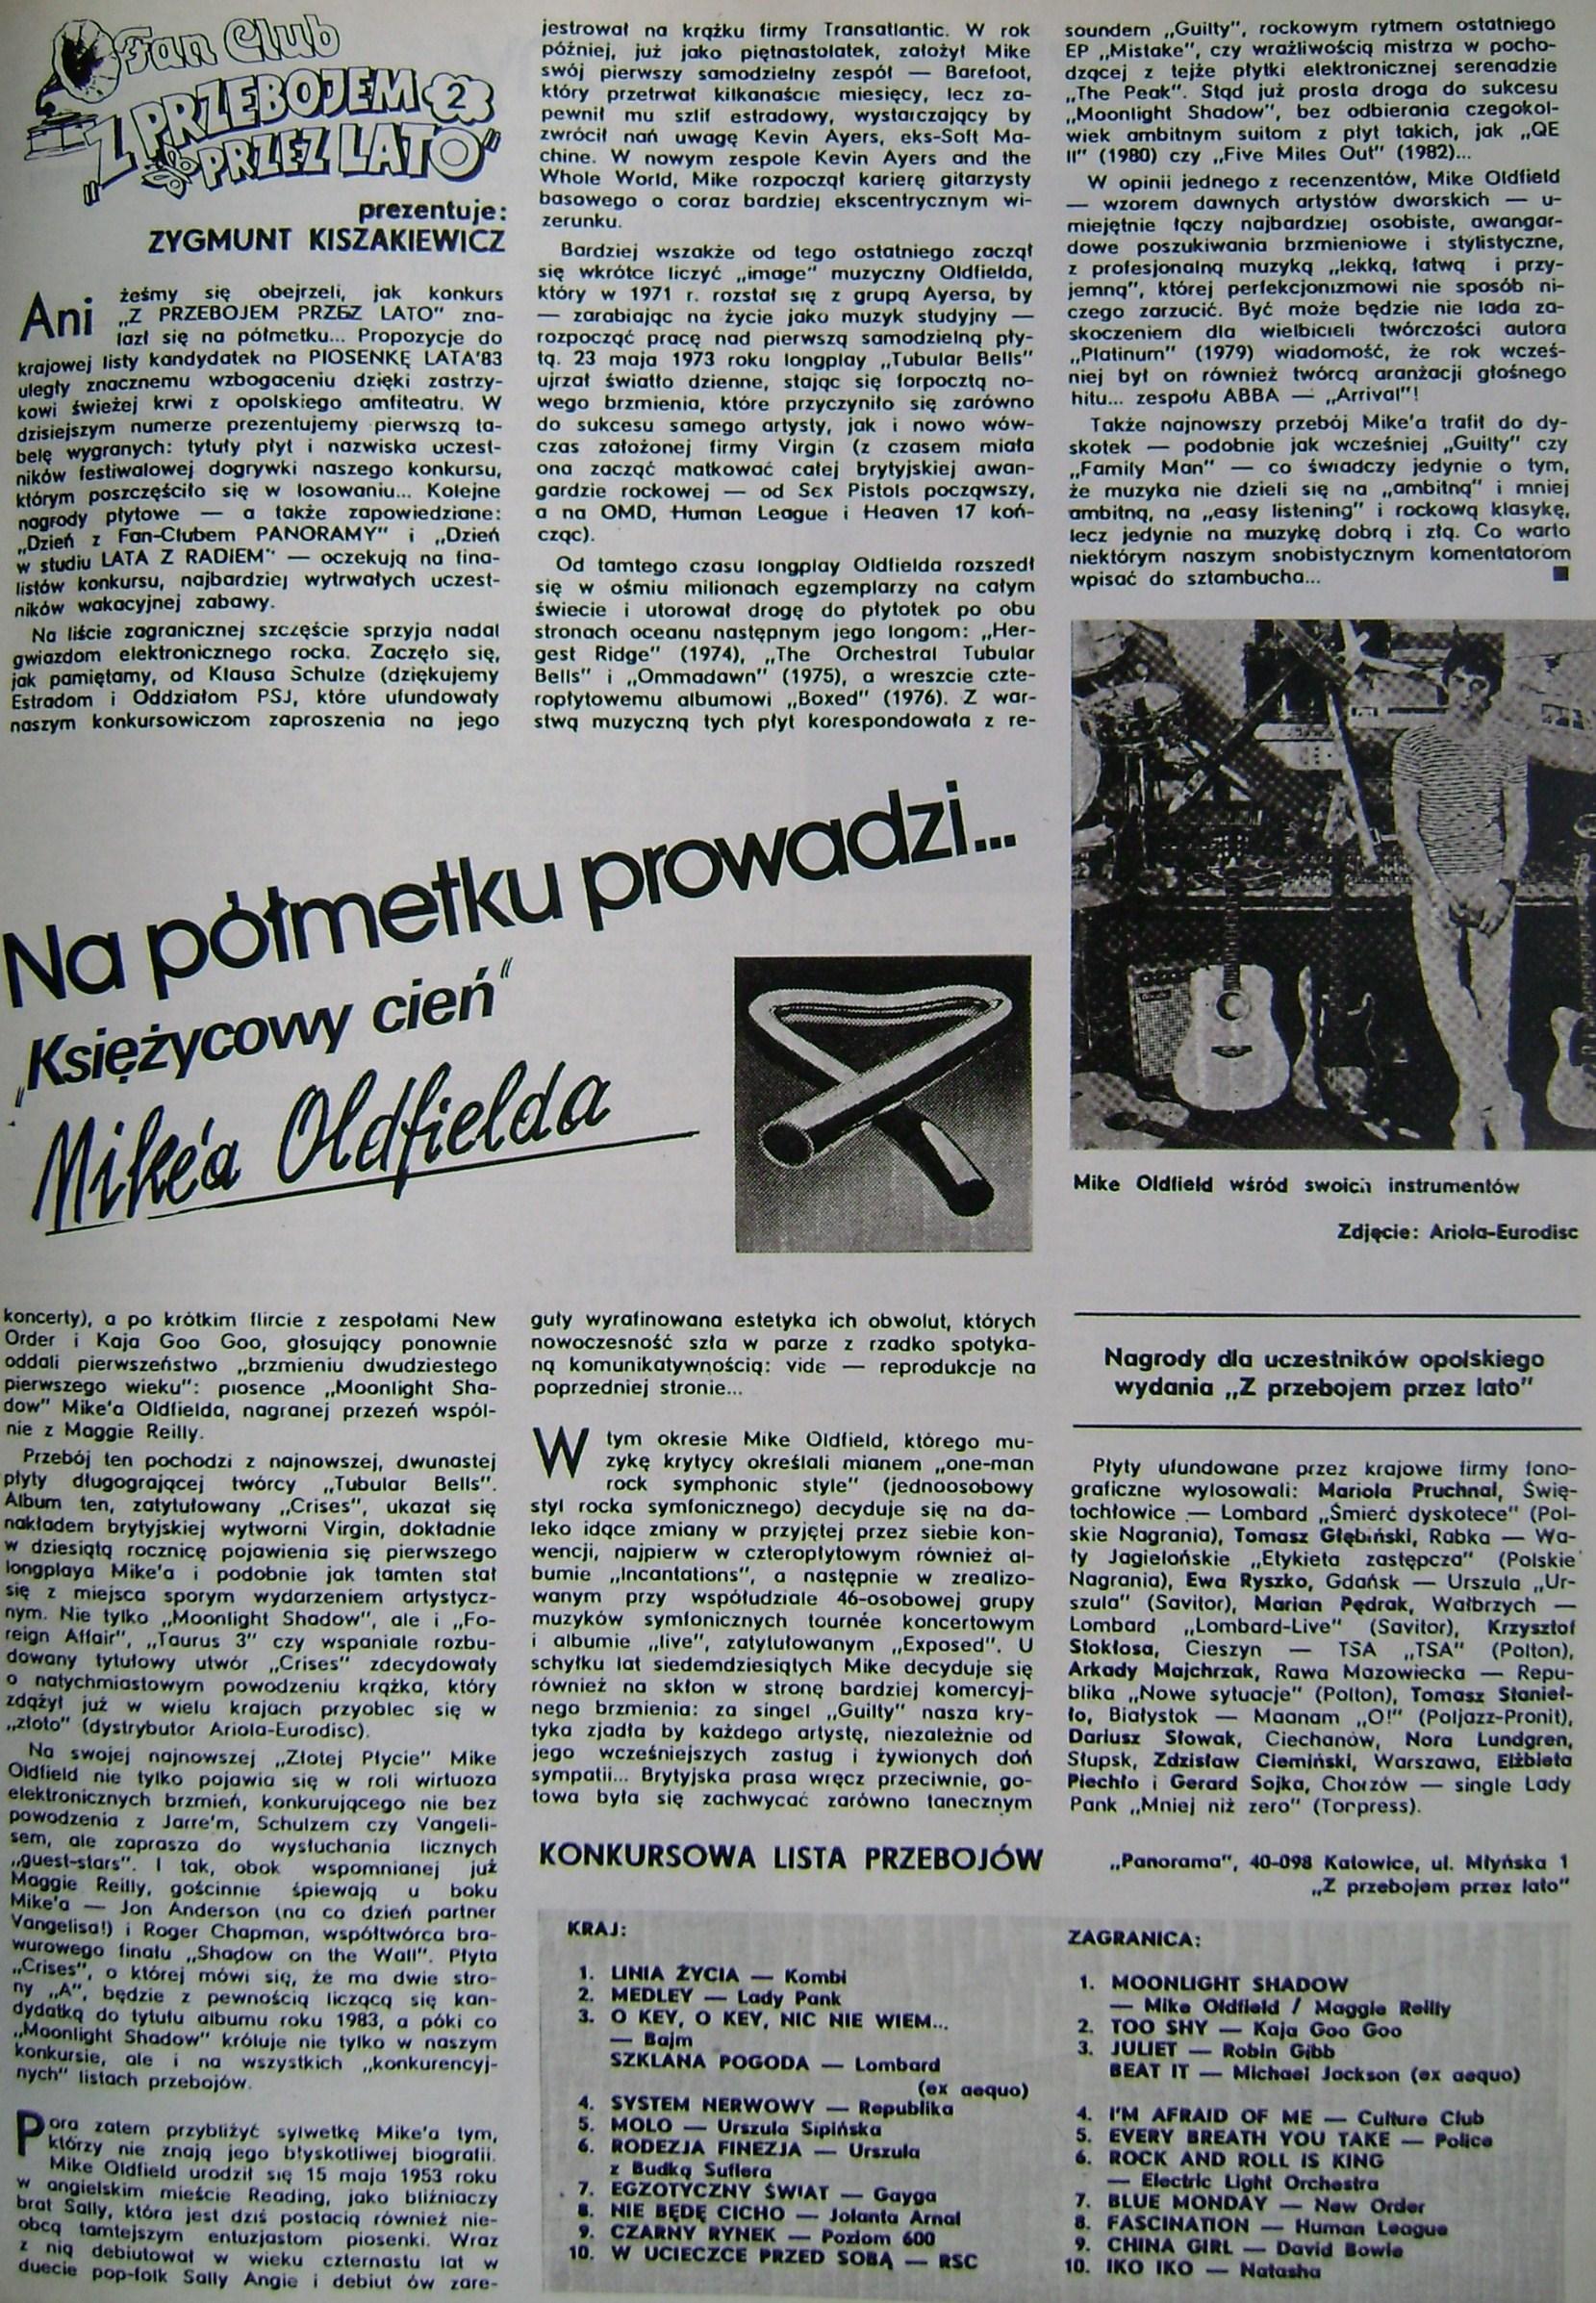 Fan Club
„Z PRZEBOJEM 2
PRZEZ LATO”
prezentuje:
ZYGMUNT KISZAKIEWICZ
Ani żeśmy się obejrzeli, jak konkurs
„Z PRZEBOJEM PRZEZ LATO” zna-
lazł się na półmetku... Propozycje do
krajowej listy kandydatek na PIOSENKĘ LATA'83
uległy znacznemu wzbogaceniu dzięki zastrzy-
kowi świeżej krwi z opolskiego amfiteatru. W
dzisiejszym numerze prezentujemy pierwszą ta-
belę wygranych: tytuły płyt i nazwiska uczest-
ników festiwalowej dogrywki naszego konkursu,
którym poszczęściło się w losowaniu... Kolejne
nagrody płytowe — a także zapowiedziane:
„Dzień z Fan-Clubem PANORAMY” i „Dzień
w studiu LATA Z RADIEM” — oczekują na fina-
listów konkursu, najbardziej wytrwałych uczest-
ników wakacyjnej zabawy.
Na liście zagranicznej szczęście sprzyja nadal
gwiazdom elektronicznego rocka. Zaczęło się,
jak pamiętamy, od Klausa Schulze (dziękujemy
Estradom i Oddziałom PSJ, które ufundowały
naszym konkursowiczom zaproszenia na jego
Na półmetku prowadzi...
„Księżycowy cień”
Mike'a Oldfielda
koncerty), a po krótkim flircie z zespołami New
Order i Kaja Goo Goo, głosujący ponownie
oddali pierwszeństwo „brzmieniu dwudziestego
pierwszego wieku”: piosence „Moonlight Sha-
dow” Mike'a Oldfielda, nagranej przezeń wspól-
nie z Maggie Reilly.
Przebój ten pochodzi z najnowszej, dwunastej
płyty długogrającej twórcy „Tubular Bells”.
Album ten, zatytułowany „Crises”, ukazał się
nakładem brytyjskiej wytworni Virgin, dokładnie
w dziesiątą rocznicę pojawienia się pierwszego
longplaya Mike'a i podobnie jak tamten stał
się z miejsca sporym wydarzeniem artystycz-
nym. Nie tylko „Moonlight Shadow”, ale i „Fo-
reign Affair”, „Taurus 3” czy wspaniale rozbu-
dowany tytułowy utwór „Crises” zdecydowały
o natychmiastowym powodzeniu krążka, który
zdążył już w wielu krajach przyoblec się w
„złoto” (dystrybutor Ariola-Eurodisc).
Na swojej najnowszej „Złotej Płycie” Mike
Oldfield nie tylko pojawia się w roli wirtuoza
elektronicznych brzmień, konkurującego nie bez
powodzenia z Jarre'm, Schulzem czy Vangeli-
sem, ale zaprasza do wysłuchania licznych
„guest-stars”. I tak, obok wspomnianej już
Maggie Reilly, gościnnie śpiewają u boku
Mike'a — Jon Anderson (na co dzień partner
Vangelisa!) i Roger Chapman, współtwórca bra-
wurowego finału „Shadow on the Wall”. Płyta
„Crises”, o której mówi się, że ma dwie stro-
ny „A”, będzie z pewnością liczącą się kan-
dydatką do tytułu albumu roku 1983, a póki co
„Moonlight Shadow” króluje nie tylko w naszym
konkursie, ale i na wszystkich „konkurencyj-
nych” listach przebojów.
Pora zatem przybliżyć sylwetkę Mike'a tym,
którzy nie znają jego błyskotliwej biografii.
Mike Oldfield urodził się 15 maja 1953 roku
w angielskim mieście Reading, jako bliźniaczy
brat Sally, która jest dziś postacią również nie-
obcą tamtejszym entuzjastom piosenki. Wraz
z nią debiutował w wieku czternastu lat w
duecie pop-folk Sally Angie i debiut ów zare-
jestrował na krążku firmy Transatlantic. W rok
później, już jako piętnastolatek, założył Mike
swój pierwszy samodzielny zespół — Barefoot,
który przetrwał kilkanaście miesięcy, lecz za-
pewnił mu szlif estradowy, wystarczający by
zwrócił nań uwagę Kevin Ayers, eks-Soft Ma-
chine. W nowym zespole Kevin Ayers and the
Whole World, Mike rozpoczął karierę gitarzysty
basowego o coraz bardziej ekscentrycznym wi-
zerunku.
Bardziej wszakże od tego ostatniego zaczął
się wkrótce liczyć „image” muzyczny Oldfielda,
który w 1971 r. rozstał się z grupą Ayersa, by
— zarabiając na życie jako muzyk studyjny —
rozpocząć pracę nad pierwszą samodzielną pły-
tą. 23 maja 1973 roku longplay „Tubular Bells”
ujrzał światło dzienne, stając się forpocztą no-
wego brzmienia, które przyczyniło się zarówno
do sukcesu samego artysty, jak i nowo wów-
czas założonej firmy Virgin (z czasem miała
ona zacząć matkować całej brytyjskiej awan-
gardzie rockowej — od Sex Pistols począwszy,
a na OMD, Human League i Heaven 17 koń-
cząc).
Od tamtego czasu longplay Oldfielda rozszedł
się w ośmiu milionach egzemplarzy na całym
świecie i utorował drogę do płytotek po obu
stronach oceanu następnym jego longom: „Her-
gest Ridge” (1974), „The Orchestral Tubular
Bells” i „Ommadawn” (1975), a wreszcie czte-
ropłytowemu albumowi „Boxed” (1976). Z war-
stwą muzyczną tych płyt korespondowała z re-
guły wyrafinowana estetyka ich obwolut, których
nowoczesność szła w parze z rzadko spotyka-
ną komunikatywnością: vide — reprodukcje na
poprzedniej stronie...
W tym okresie Mike Oldfield, którego mu-
zykę krytycy określali mianem „one-man
rock symphonic style” (jednoosobowy
styl rocka symfonicznego) decyduje się na da-
leko idące zmiany w przyjętej przez siebie kon-
wencji, najpierw w czteropłytowym również al-
bumie „Incantations”, a następnie w zrealizo-
wanym przy współudziale 46-osobowej grupy
muzyków symfonicznych tournée koncertowym
i albumie „live”, zatytułowanym „Exposed”. U
schyłku lat siedemdziesiątych Mike decyduje się
również na skłon w stronę bardziej komercyj-
nego brzmienia: za singel „Guilty” nasza kry-
tyka zjadła by każdego artystę, niezależnie od
jego wcześniejszych zasług i żywionych doń
sympatii... Brytyjska prasa wręcz przeciwnie, go-
towa była się zachwycać zarówno tanecznym
soundem „Guilty”, rockowym rytmem ostatniego
EP „Mistake”, czy wrażliwością mistrza w pocho-
dzącej z tejże płytki elektronicznej serenadzie
„The Peak”. Stąd już prosta droga do sukcesu
„Moonlight Shadow”, bez odbierania czegokol-
wiek ambitnym suitom z płyt takich, jak „QE
II” (1980) czy „Five Miles Out” (1982)...
W opinii jednego z recenzentów, Mike Oldfield
— wzorem dawnych artystów dworskich — u-
miejętnie łączy najbardziej osobiste, awangar-
dowe poszukiwania brzmieniowe i stylistyczne,
z profesjonalną muzyką „lekką, łatwą i przy-
jemną”, której perfekcjonizmowi nie sposób ni-
czego zarzucić. Być może będzie nie lada za-
skoczeniem dla wielbicieli twórczości autora
„Platinum” (1979) wiadomość, że rok wcześ-
niej był on również twórcą aranżacji głośnego
hitu... zespołu ABBA — „Arrival”!
Także najnowszy przebój Mike'a trafił do dy-
skotek — podobnie jak wcześniej „Guilty” czy
„Family Man” — co świadczy jedynie o tym,
że muzyka nie dzieli się na „ambitną” i mniej
ambitną, na „easy listening” i rockową klasykę,
lecz jedynie na muzykę dobrą i złą. Co warto
niektórym naszym snobistycznym komentatorom
wpisać do sztambucha...
Mike Oldfield wśród swoich instrumentów
Zdjęcie: Ariola-Eurodisc
Nagrody dla uczestników opolskiego
wydania „Z przebojem przez lato”
Płyty ufundowane przez krajowe firmy fono-
graficzne wylosowali: Mariola Pruchnal, Świę-
tochłowice — Lombard „Śmierć dyskotece” (Pol-
skie Nagrania), Tomasz Głębiński, Rabka — Wa-
ły Jagielońskie „Etykieta zastępcza” (Polskie
Nagrania), Ewa Ryszko, Gdańsk — Urszula „Ur-
szula” (Savitor), Marian Pędrak, Wałbrzych —
Lombard „Lombard-Live” (Savitor), Krzysztof
Stokłosa, Cieszyn — TSA „TSA” (Polton),
Arkady Majchrzak, Rawa Mazowiecka — Repu-
blika „Nowe sytuacje” (Polton), Tomasz Stanieł-
ło, Białystok — Maanam „O!” (Poljazz-Pronit),
Dariusz Słowak, Ciechanów, Nora Lundgren,
Słupsk, Zdzisław Ciemiński, Warszawa, Elżbieta
Piechło i Gerard Sojka, Chorzów — single Lady
Pank „Mniej niż zero” (Tonpress).
„Panorama”, 40-098 Katowice, ul. Młyńska 1
„Z przebojem przez lato”
KONKURSOWA LISTA PRZEBOJÓW
KRAJ:
1. LINIA ŻYCIA — Kombi
2. MEDLEY — Lady Pank
3. O KEY, O KEY, NIC NIE WIEM...
— Bajm
SZKLANA POGODA — Lombard
(ex aequo)
4. SYSTEM NERWOWY — Republika
5. MOLO — Urszula Sipińska
6. RODEZJA FINEZJA — Urszula
z Budką Suflera
7. EGZOTYCZNY ŚWIAT — Gayga
8. NIE BĘDĘ CICHO — Jolanta Arnal
9. CZARNY RYNEK — Poziom 600
10. W UCIECZCE PRZED SOBĄ — RSC
ZAGRANICA:
1. MOONLIGHT SHADOW
— Mike Oldfield / Maggie Reilly
2. TOO SHY — Kaja Goo Goo
3. JULIET — Robin Gibb
BEAT IT — Michael Jackson (ex aequo)
4. I'M AFRAID OF ME — Culture Club
5. EVERY BREATH YOU TAKE — Police
6. ROCK AND ROLL IS KING
— Electric Light Orchestra
7. BLUE MONDAY — New Order
8. FASCINATION — Human League
9. CHINA GIRL — David Bowie
10. IKO IKO — Natasha